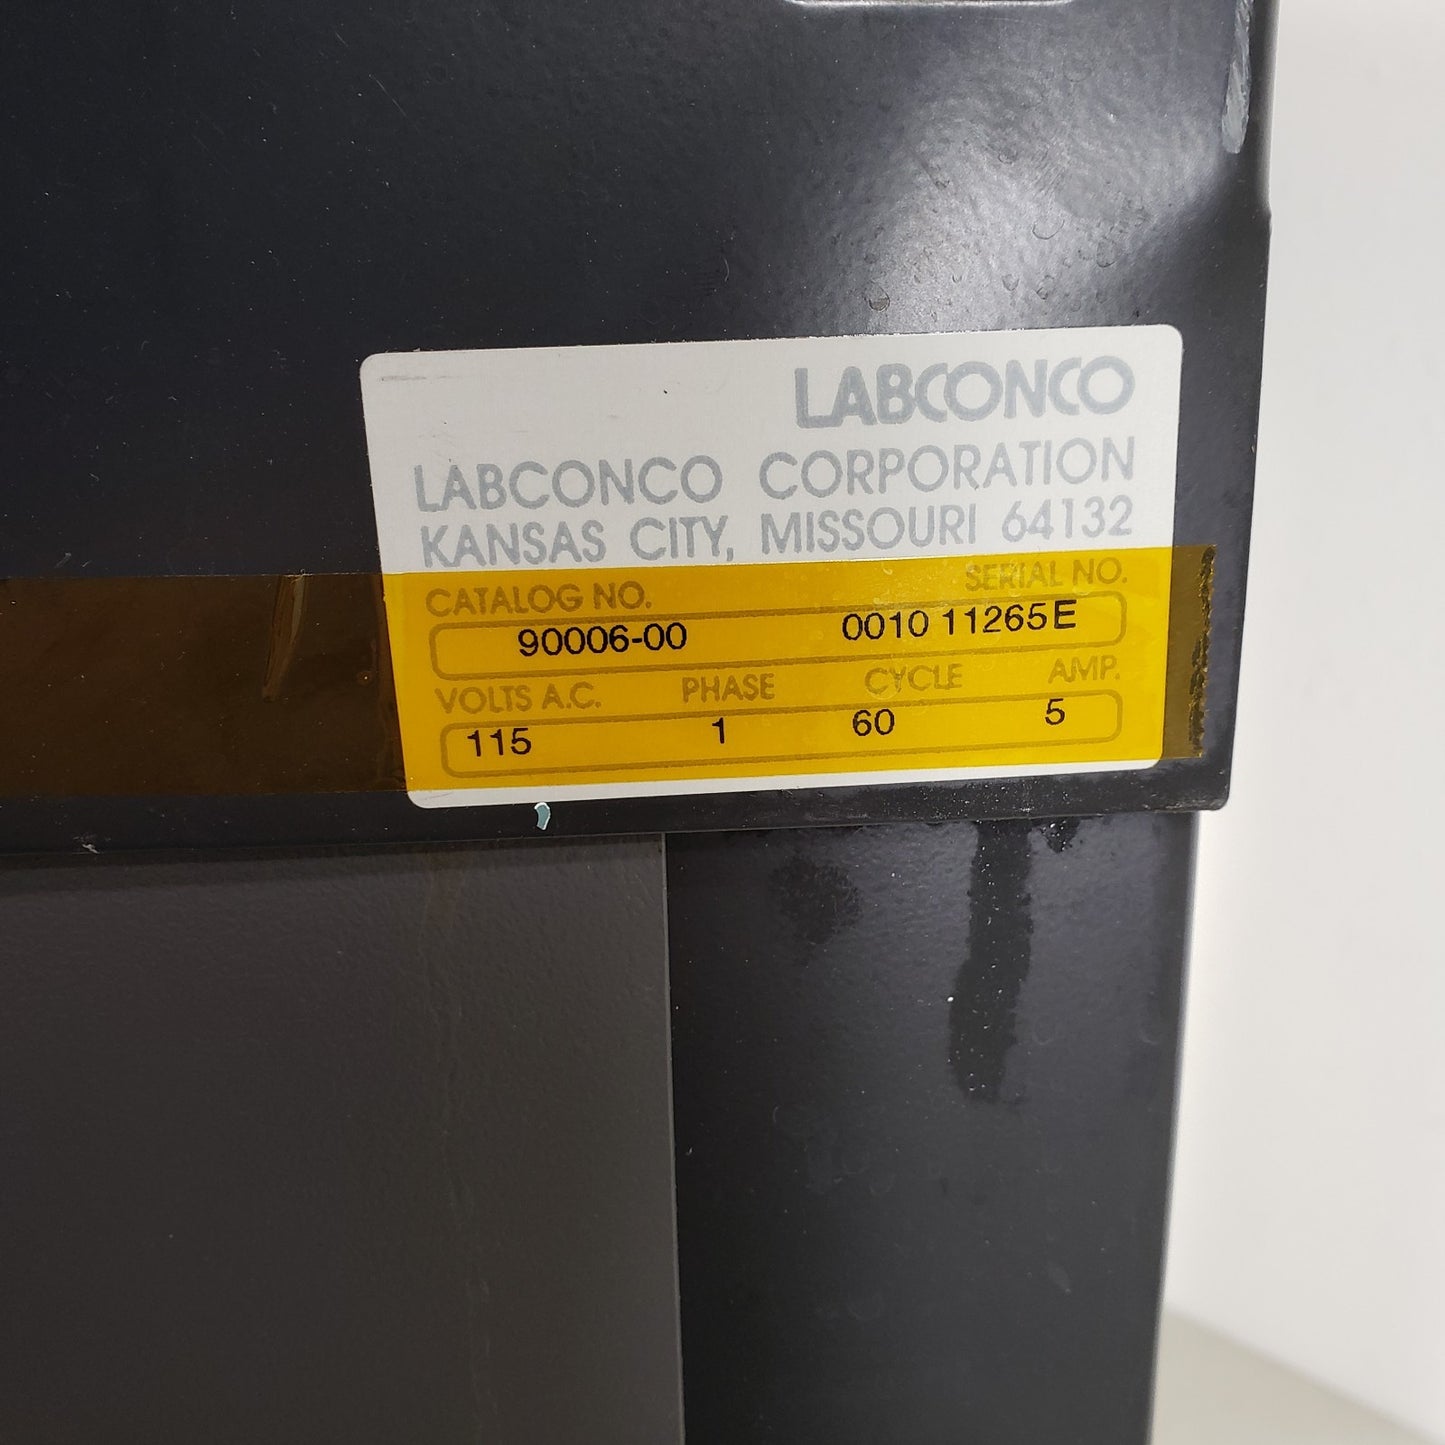 LABCONCO
LABCONCO CORPORATION
KANSAS CITY, MISSOURI 64132
CATALOG NO. SERIAL NO.
90006-00 0010 11265E
VOLTS A.C. PHASE CYCLE AMP.
115 1 60 5